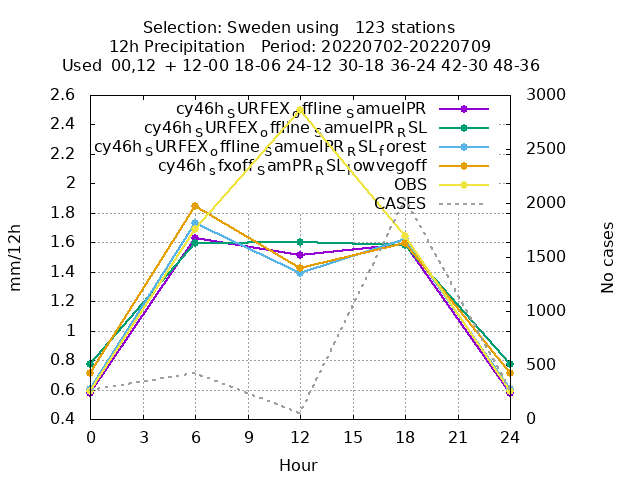 Selection: Sweden using   123 stations
12h Precipitation   Period: 20220702-20220709
Used  00,12  + 12-00 18-06 24-12 30-18  36-24 42-30 48-36
2.6
2.4
2.2
2
1.8
1.6
1.4
1.2
1
0.8
0.6
0.4
mm/12h
cy46h_SURFEX_offline_SamuelPR
cy46h_SURFEX_offline_SamuelPR_RSL
cy46h_SURFEX_offline_SamuelPR_RSL_forest
cy46h_sfxoff_SamPR_RSL_lowvegoff
OBS
CASES
3000
2500
2000
1500
1000
500
0
No cases
0 3 6 9 12 15 18 21 24
Hour